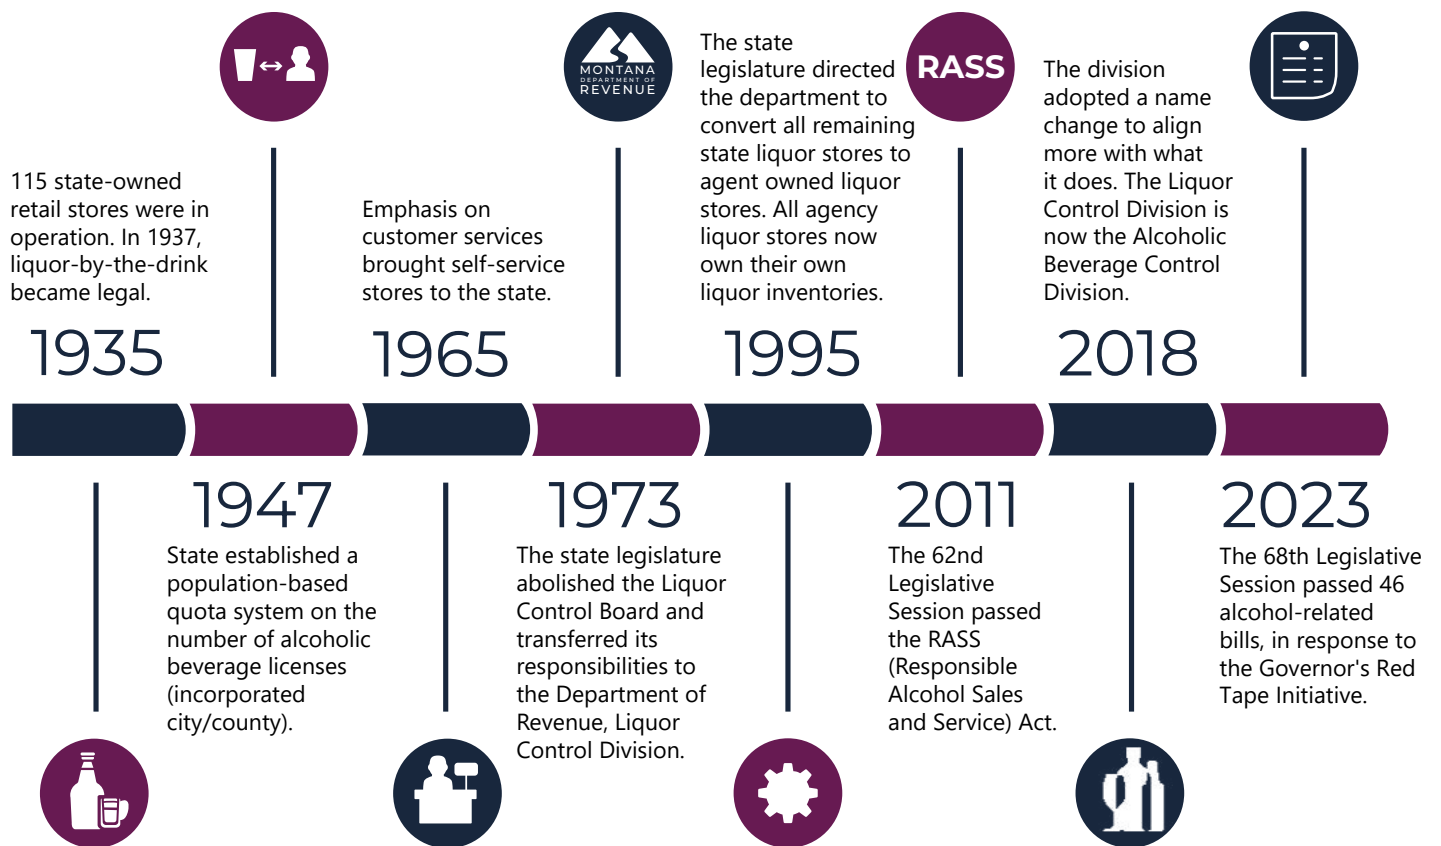 115 state-owned
retail stores were in
operation. In 1937,
liquor-by-the-drink
became legal.
1935
1947
State established a
population-based
quota system on the
number of alcoholic
beverage licenses
(incorporated
city/county).
Emphasis on
customer services
brought self-service
stores to the state.
1965
MONTANA
DEPARTMENT OF
REVENUE
1973
The state legislature
abolished the Liquor
Control Board and
transferred its
responsibilities to
the Department of
Revenue, Liquor
Control Division.
The state
legislature directed
the department to
convert all remaining
state liquor stores to
agent owned liquor
stores. All agency
liquor stores now
own their own
liquor inventories.
1995
RASS
2011
The 62nd
Legislative
Session passed
the RASS
(Responsible
Alcohol Sales
and Service) Act.
The division
adopted a name
change to align
more with what
it does. The Liquor
Control Division is
now the Alcoholic
Beverage Control
Division.
2018
2023
The 68th Legislative
Session passed 46
alcohol-related
bills, in response to
the Governor's Red
Tape Initiative.